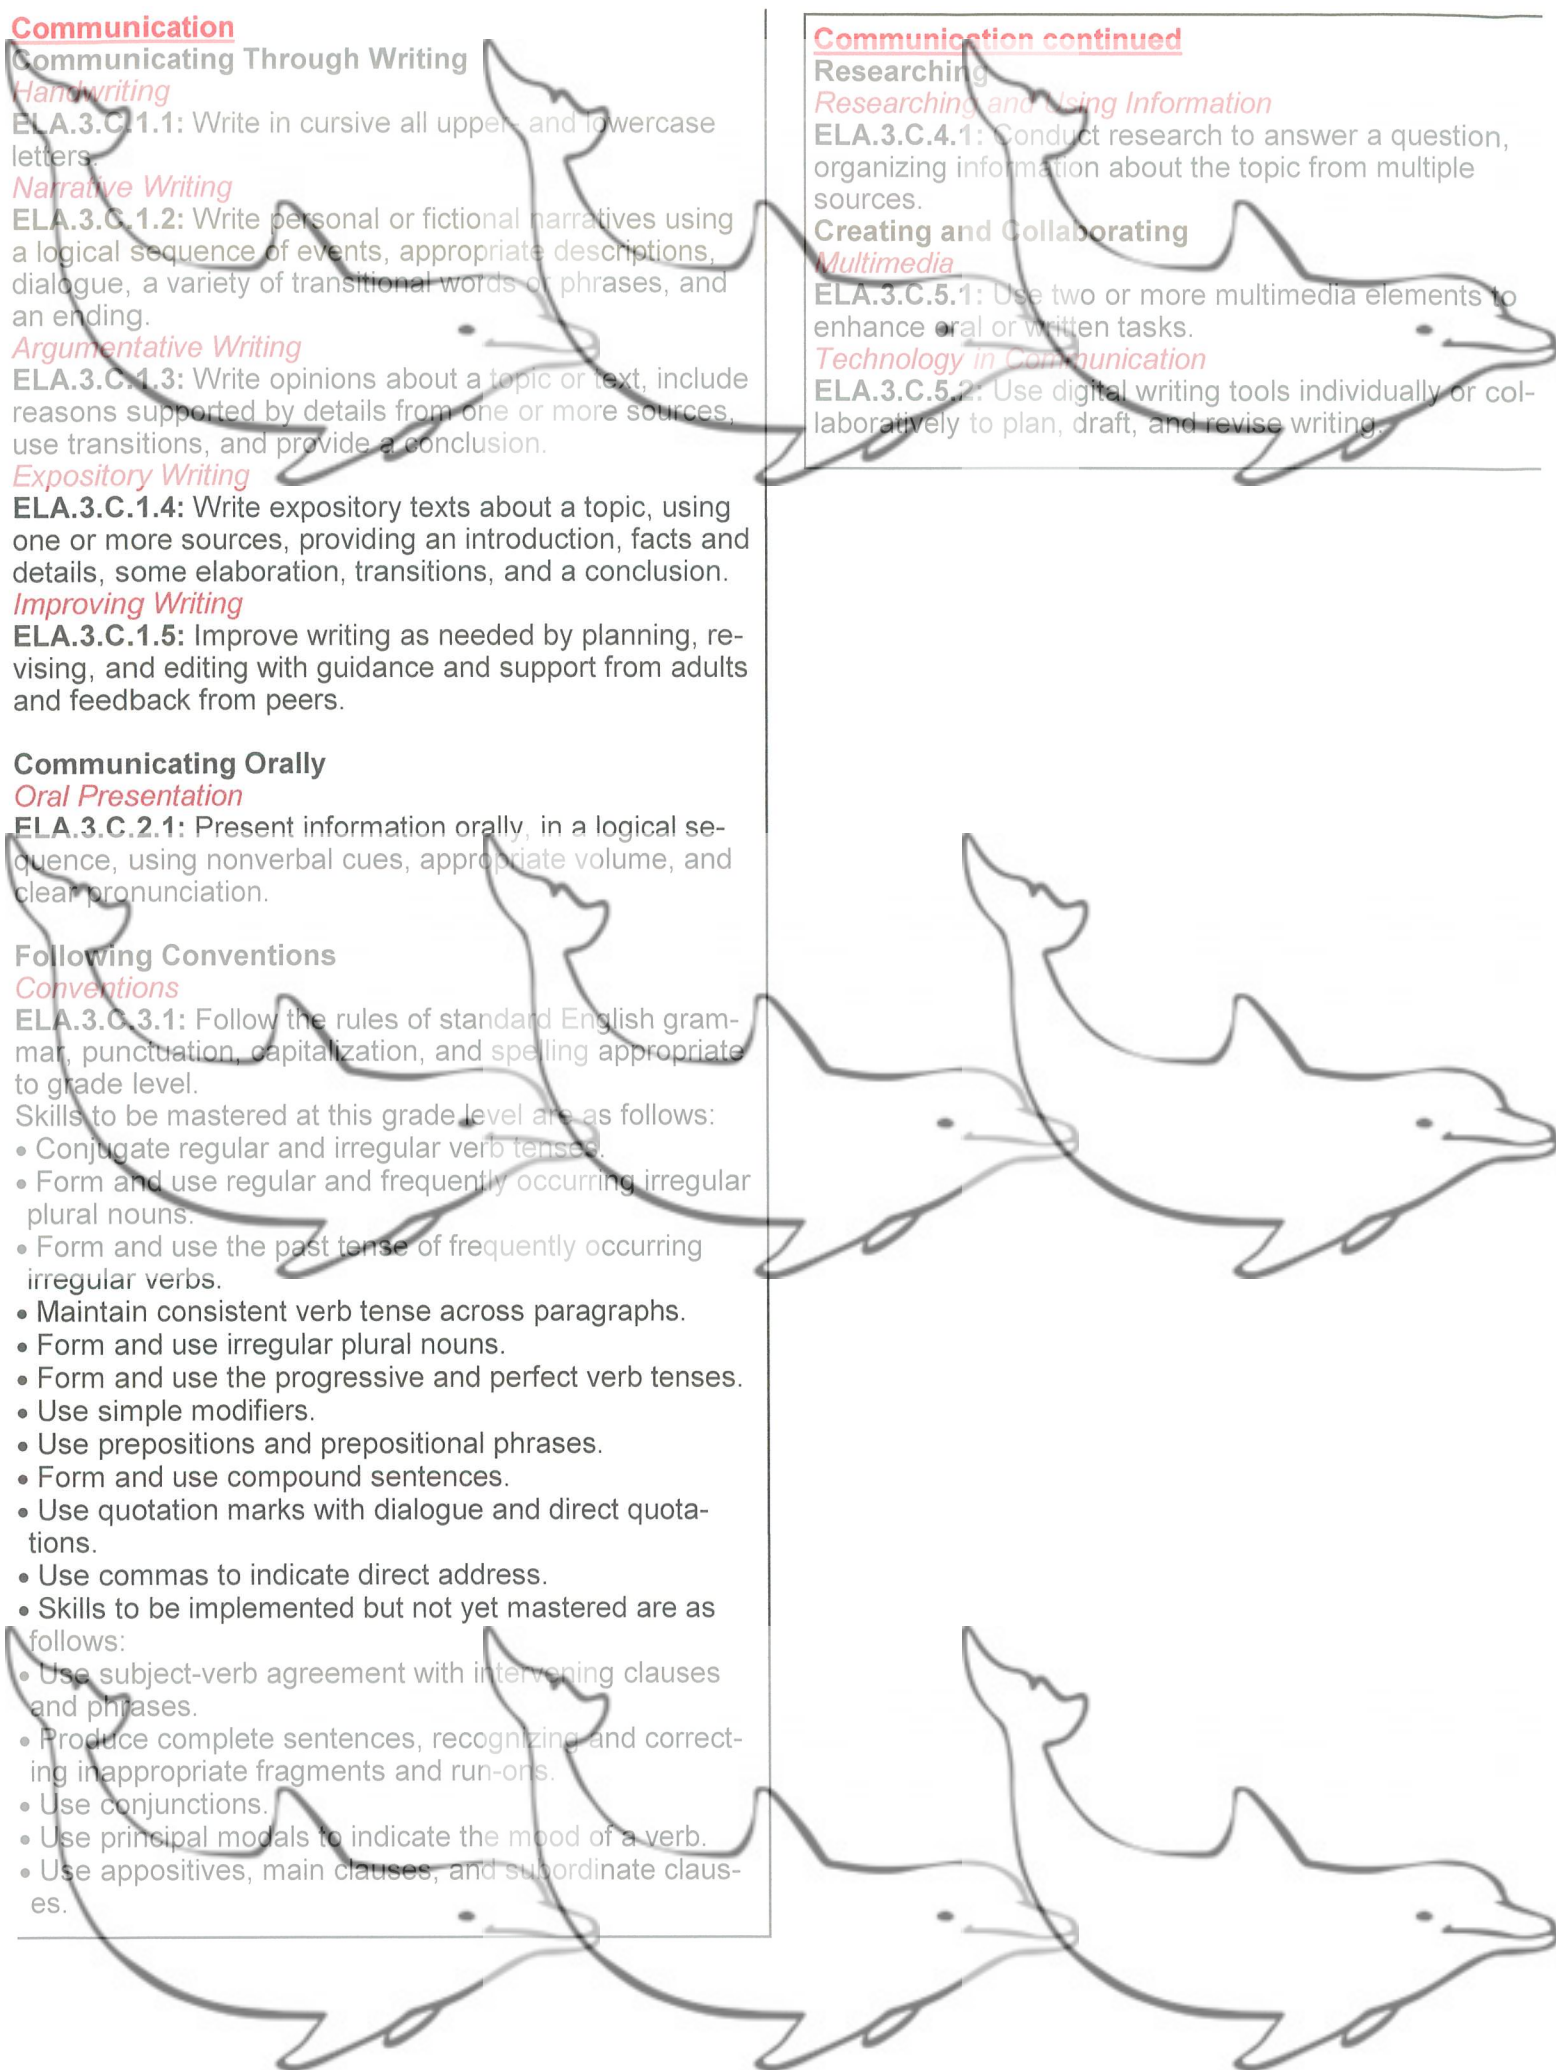 Communication
Communicating Through Writing
Handwriting
ELA.3.C.1.1: Write in cursive all upper- and lowercase
letters.
Narrative Writing
ELA.3.C.1.2: Write personal or fictional narratives using
a logical sequence of events, appropriate descriptions,
dialogue, a variety of transitional words or phrases, and
an ending.
Argumentative Writing
ELA.3.C.1.3: Write opinions about a topic or text, include
reasons supported by details from one or more sources,
use transitions, and provide a conclusion.
Expository Writing
ELA.3.C.1.4: Write expository texts about a topic, using
one or more sources, providing an introduction, facts and
details, some elaboration, transitions, and a conclusion.
Improving Writing
ELA.3.C.1.5: Improve writing as needed by planning, re-
vising, and editing with guidance and support from adults
and feedback from peers.
Communicating Orally
Oral Presentation
ELA.3.C.2.1: Present information orally, in a logical se-
quence, using nonverbal cues, appropriate volume, and
clear pronunciation.
Following Conventions
Conventions
ELA.3.C.3.1: Follow the rules of standard English gram-
mar, punctuation, capitalization, and spelling appropriate
to grade level.
Skills to be mastered at this grade level are as follows:
• Conjugate regular and irregular verb tenses.
• Form and use regular and frequently occurring irregular
plural nouns.
• Form and use the past tense of frequently occurring
irregular verbs.
• Maintain consistent verb tense across paragraphs.
• Form and use irregular plural nouns.
• Form and use the progressive and perfect verb tenses.
• Use simple modifiers.
• Use prepositions and prepositional phrases.
• Form and use compound sentences.
• Use quotation marks with dialogue and direct quota-
tions.
• Use commas to indicate direct address.
• Skills to be implemented but not yet mastered are as
follows:
• Use subject-verb agreement with intervening clauses
and phrases.
• Produce complete sentences, recognizing and correct-
ing inappropriate fragments and run-ons.
• Use conjunctions.
• Use principal modals to indicate the mood of a verb.
• Use appositives, main clauses, and subordinate claus-
es.
Communication continued
Researching
Researching and Using Information
ELA.3.C.4.1: Conduct research to answer a question,
organizing information about the topic from multiple
sources.
Creating and Collaborating
Multimedia
ELA.3.C.5.1: Use two or more multimedia elements to
enhance oral or written tasks.
Technology in Communication
ELA.3.C.5.2: Use digital writing tools individually or col-
laboratively to plan, draft, and revise writing.